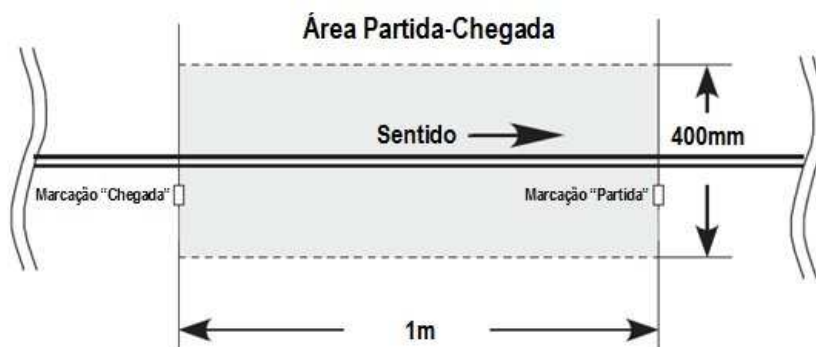 Área Partida-Chegada
Sentido
400mm
Marcação "Chegada"
Marcação "Partida"
1m